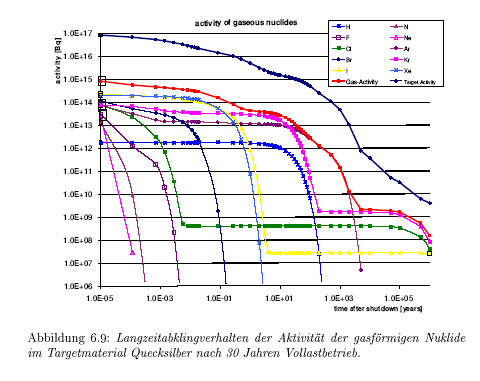 activity of gaseous nuclides
H
N
F
Ne
Cl
Ar
Br
Kr
I
Xe
Gas-Activity
Target Activity
activity [Bq]
1.0E+17
1.0E+16
1.0E+15
1.0E+14
1.0E+13
1.0E+12
1.0E+11
1.0E+10
1.0E+09
1.0E+08
1.0E+07
1.0E+06
1.0E-05
1.0E-03
1.0E-01
1.0E+01
1.0E+03
1.0E+05
time after shutdown [years]
Abbildung 6.9: Langzeitabklingverhalten der Aktivität der gasförmigen Nuklide
im Targetmaterial Quecksilber nach 30 Jahren Vollastbetrieb.